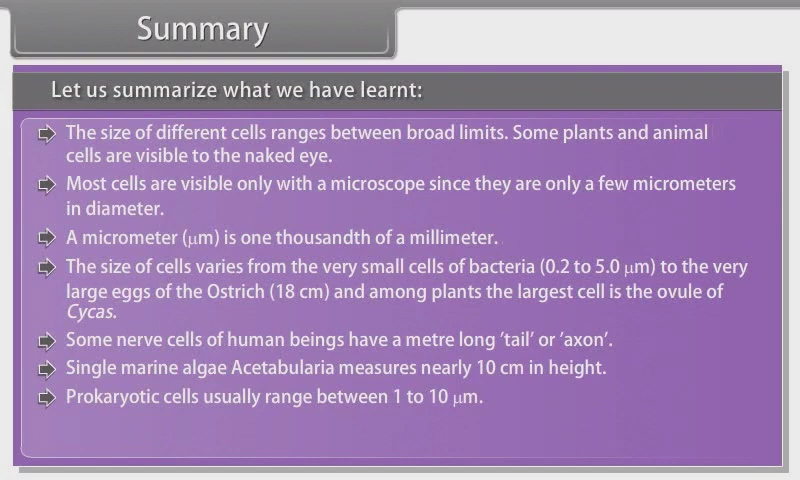 Summary
Let us summarize what we have learnt:
The size of different cells ranges between broad limits. Some plants and animal
cells are visible to the naked eye.
Most cells are visible only with a microscope since they are only a few micrometers
in diameter.
A micrometer (μm) is one thousandth of a millimeter.
The size of cells varies from the very small cells of bacteria (0.2 to 5.0 μm) to the very
large eggs of the Ostrich (18 cm) and among plants the largest cell is the ovule of
Cycas.
Some nerve cells of human beings have a metre long 'tail' or 'axon'.
Single marine algae Acetabularia measures nearly 10 cm in height.
Prokaryotic cells usually range between 1 to 10 μm.